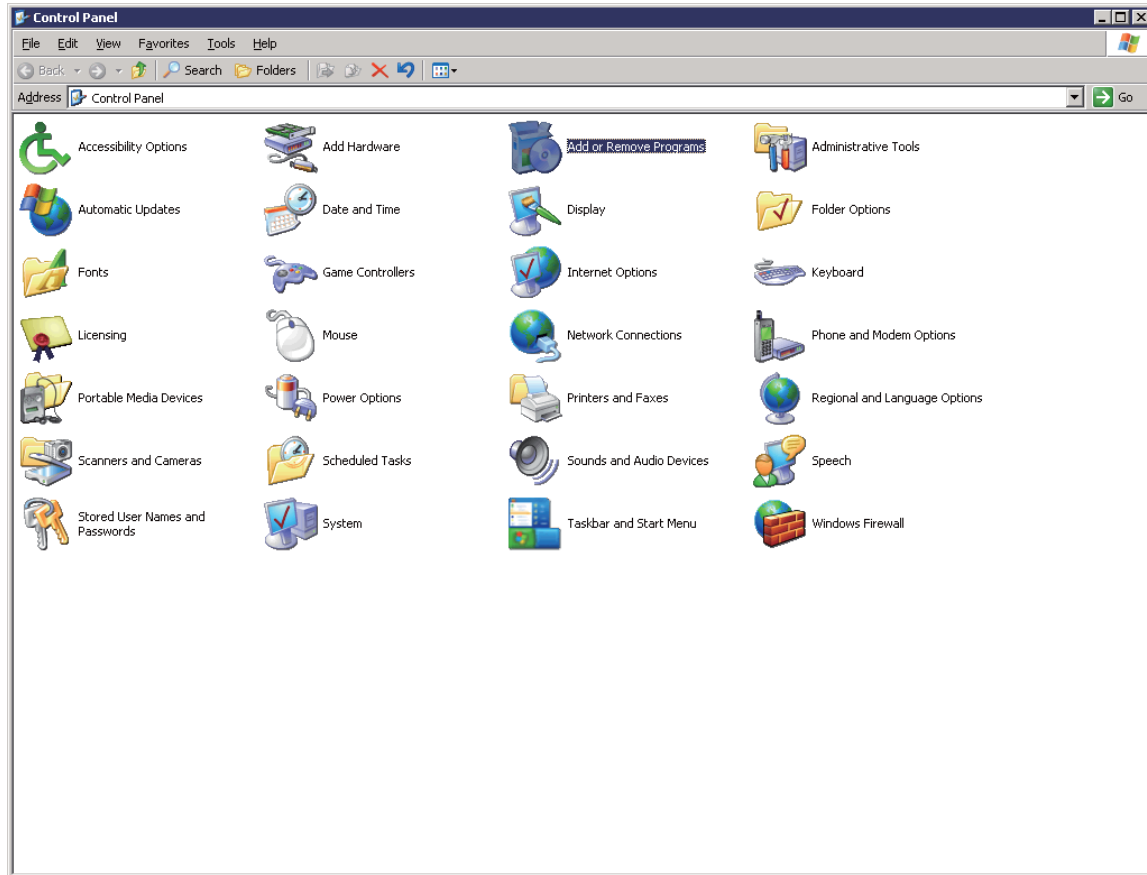 Control Panel
File Edit View Favorites Tools Help
Back Search Folders
Address Control Panel Go
Accessibility Options Add Hardware Add or Remove Programs Administrative Tools
Automatic Updates Date and Time Display Folder Options
Fonts Game Controllers Internet Options Keyboard
Licensing Mouse Network Connections Phone and Modem Options
Portable Media Devices Power Options Printers and Faxes Regional and Language Options
Scanners and Cameras Scheduled Tasks Sounds and Audio Devices Speech
Stored User Names and
Passwords System Taskbar and Start Menu Windows Firewall